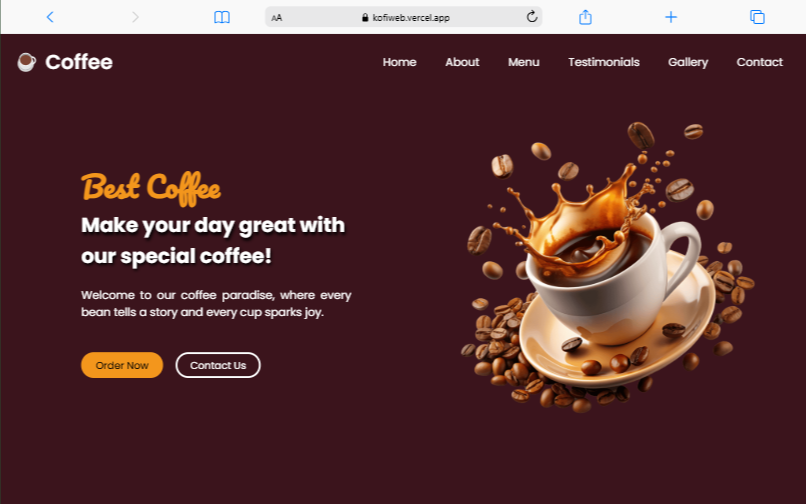 AA kofiweb.vercel.app
Coffee Home About Menu Testimonials Gallery Contact
Best Coffee
Make your day great with
our special coffee!
Welcome to our coffee paradise, where every
bean tells a story and every cup sparks joy.
Order Now Contact Us